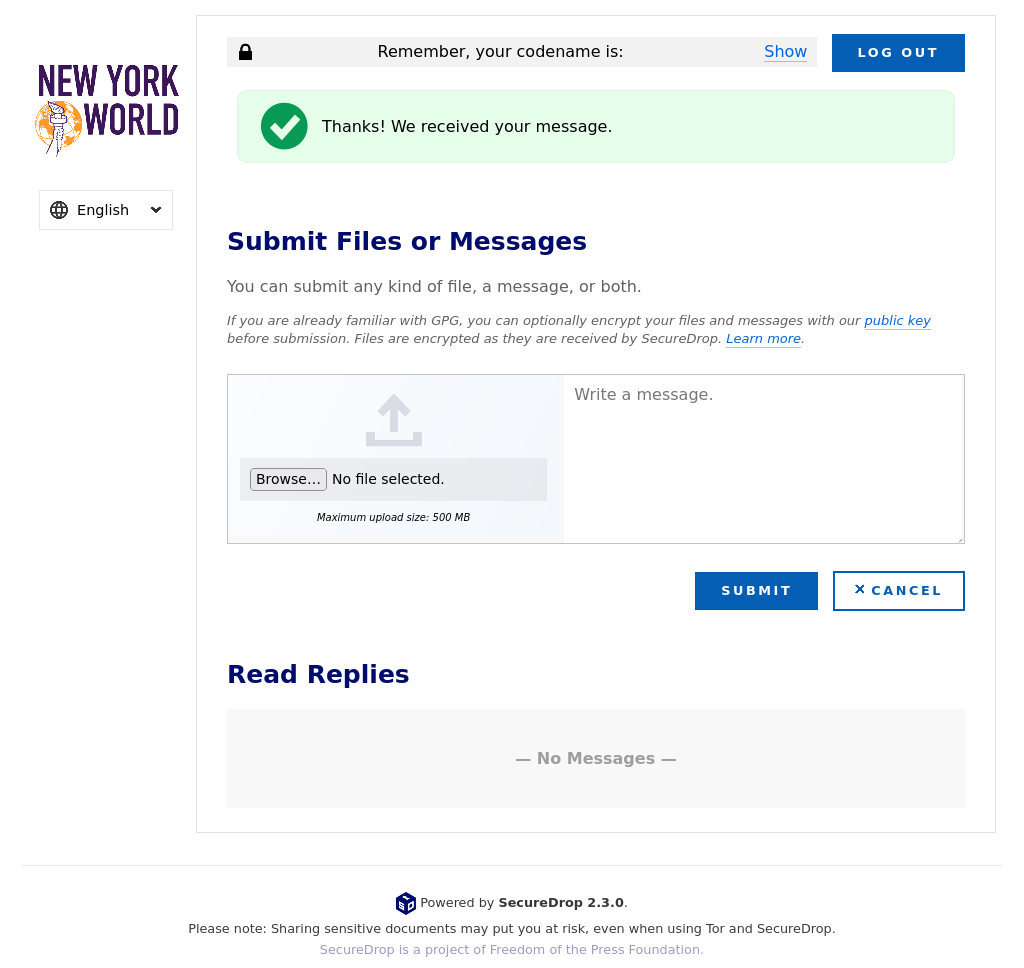 NEW YORK
WORLD
English
Remember, your codename is:
Show
LOG OUT
Thanks! We received your message.
Submit Files or Messages
You can submit any kind of file, a message, or both.
If you are already familiar with GPG, you can optionally encrypt your files and messages with our public key
before submission. Files are encrypted as they are received by SecureDrop. Learn more.
Browse... No file selected.
Maximum upload size: 500 MB
Write a message.
SUBMIT
× CANCEL
Read Replies
— No Messages —
Powered by SecureDrop 2.3.0.
Please note: Sharing sensitive documents may put you at risk, even when using Tor and SecureDrop.
SecureDrop is a project of Freedom of the Press Foundation.